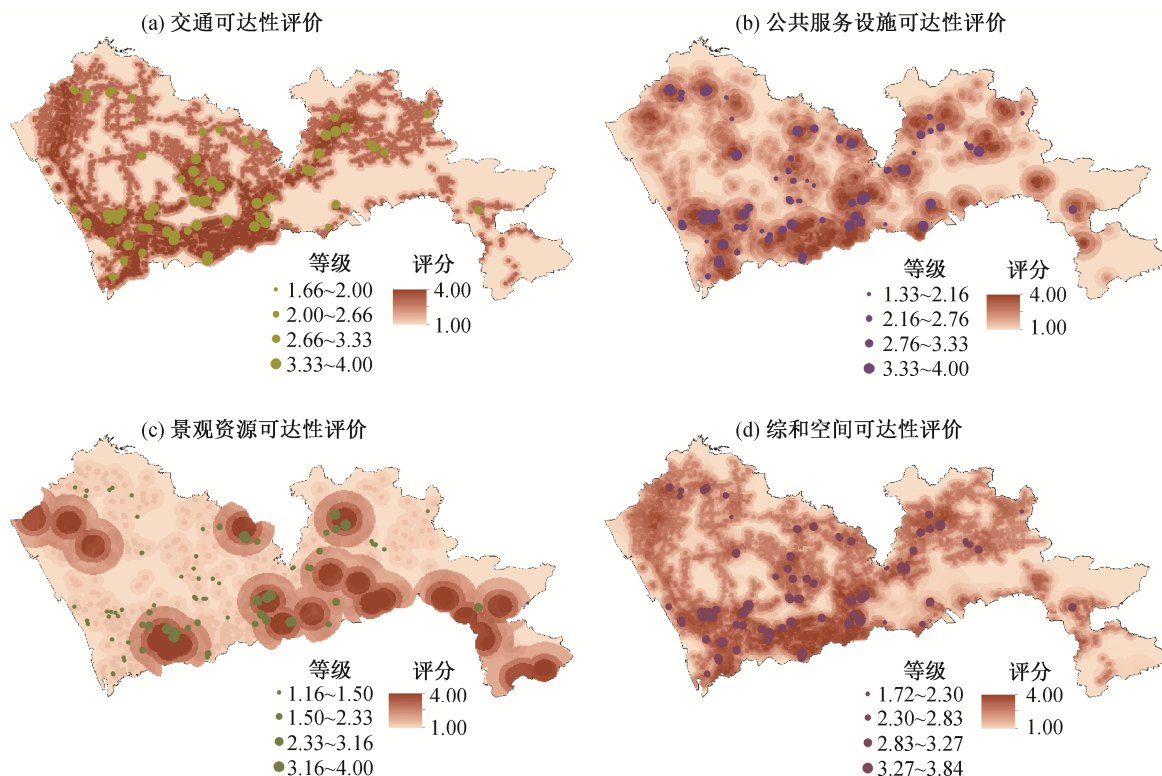 (a) 交通可达性评价
(b) 公共服务设施可达性评价
等级 评分
1.66~2.00 4.00
2.00~2.66 1.00
2.66~3.33
3.33~4.00
等级 评分
1.33~2.16 4.00
2.16~2.76 1.00
2.76~3.33
3.33~4.00
(c) 景观资源可达性评价
(d) 综和空间可达性评价
等级 评分
1.16~1.50 4.00
1.50~2.33 1.00
2.33~3.16
3.16~4.00
等级 评分
1.72~2.30 4.00
2.30~2.83 1.00
2.83~3.27
3.27~3.84